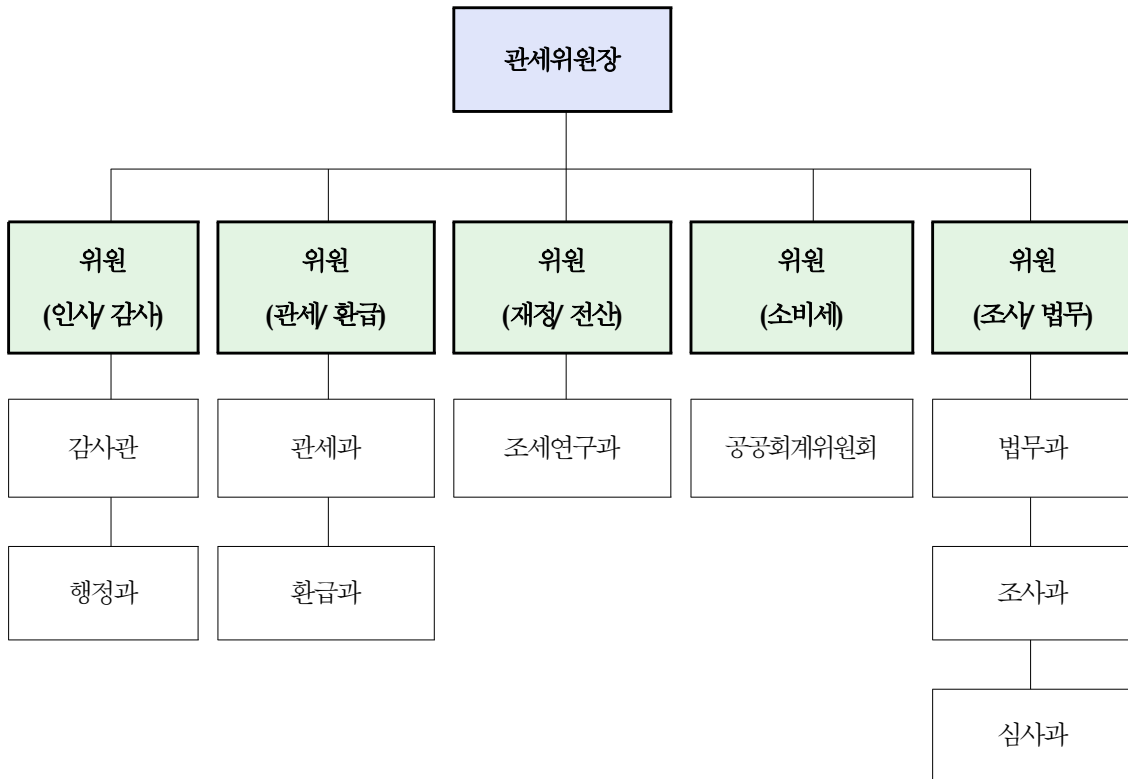 관세위원장
위원
(인사/ 감사)
위원
(관세/ 환급)
위원
(재정/ 전산)
위원
(소비세)
위원
(조사/ 법무)
감사관
관세과
조세연구과
공공회계위원회
법무과
행정과
환급과
조사과
심사과